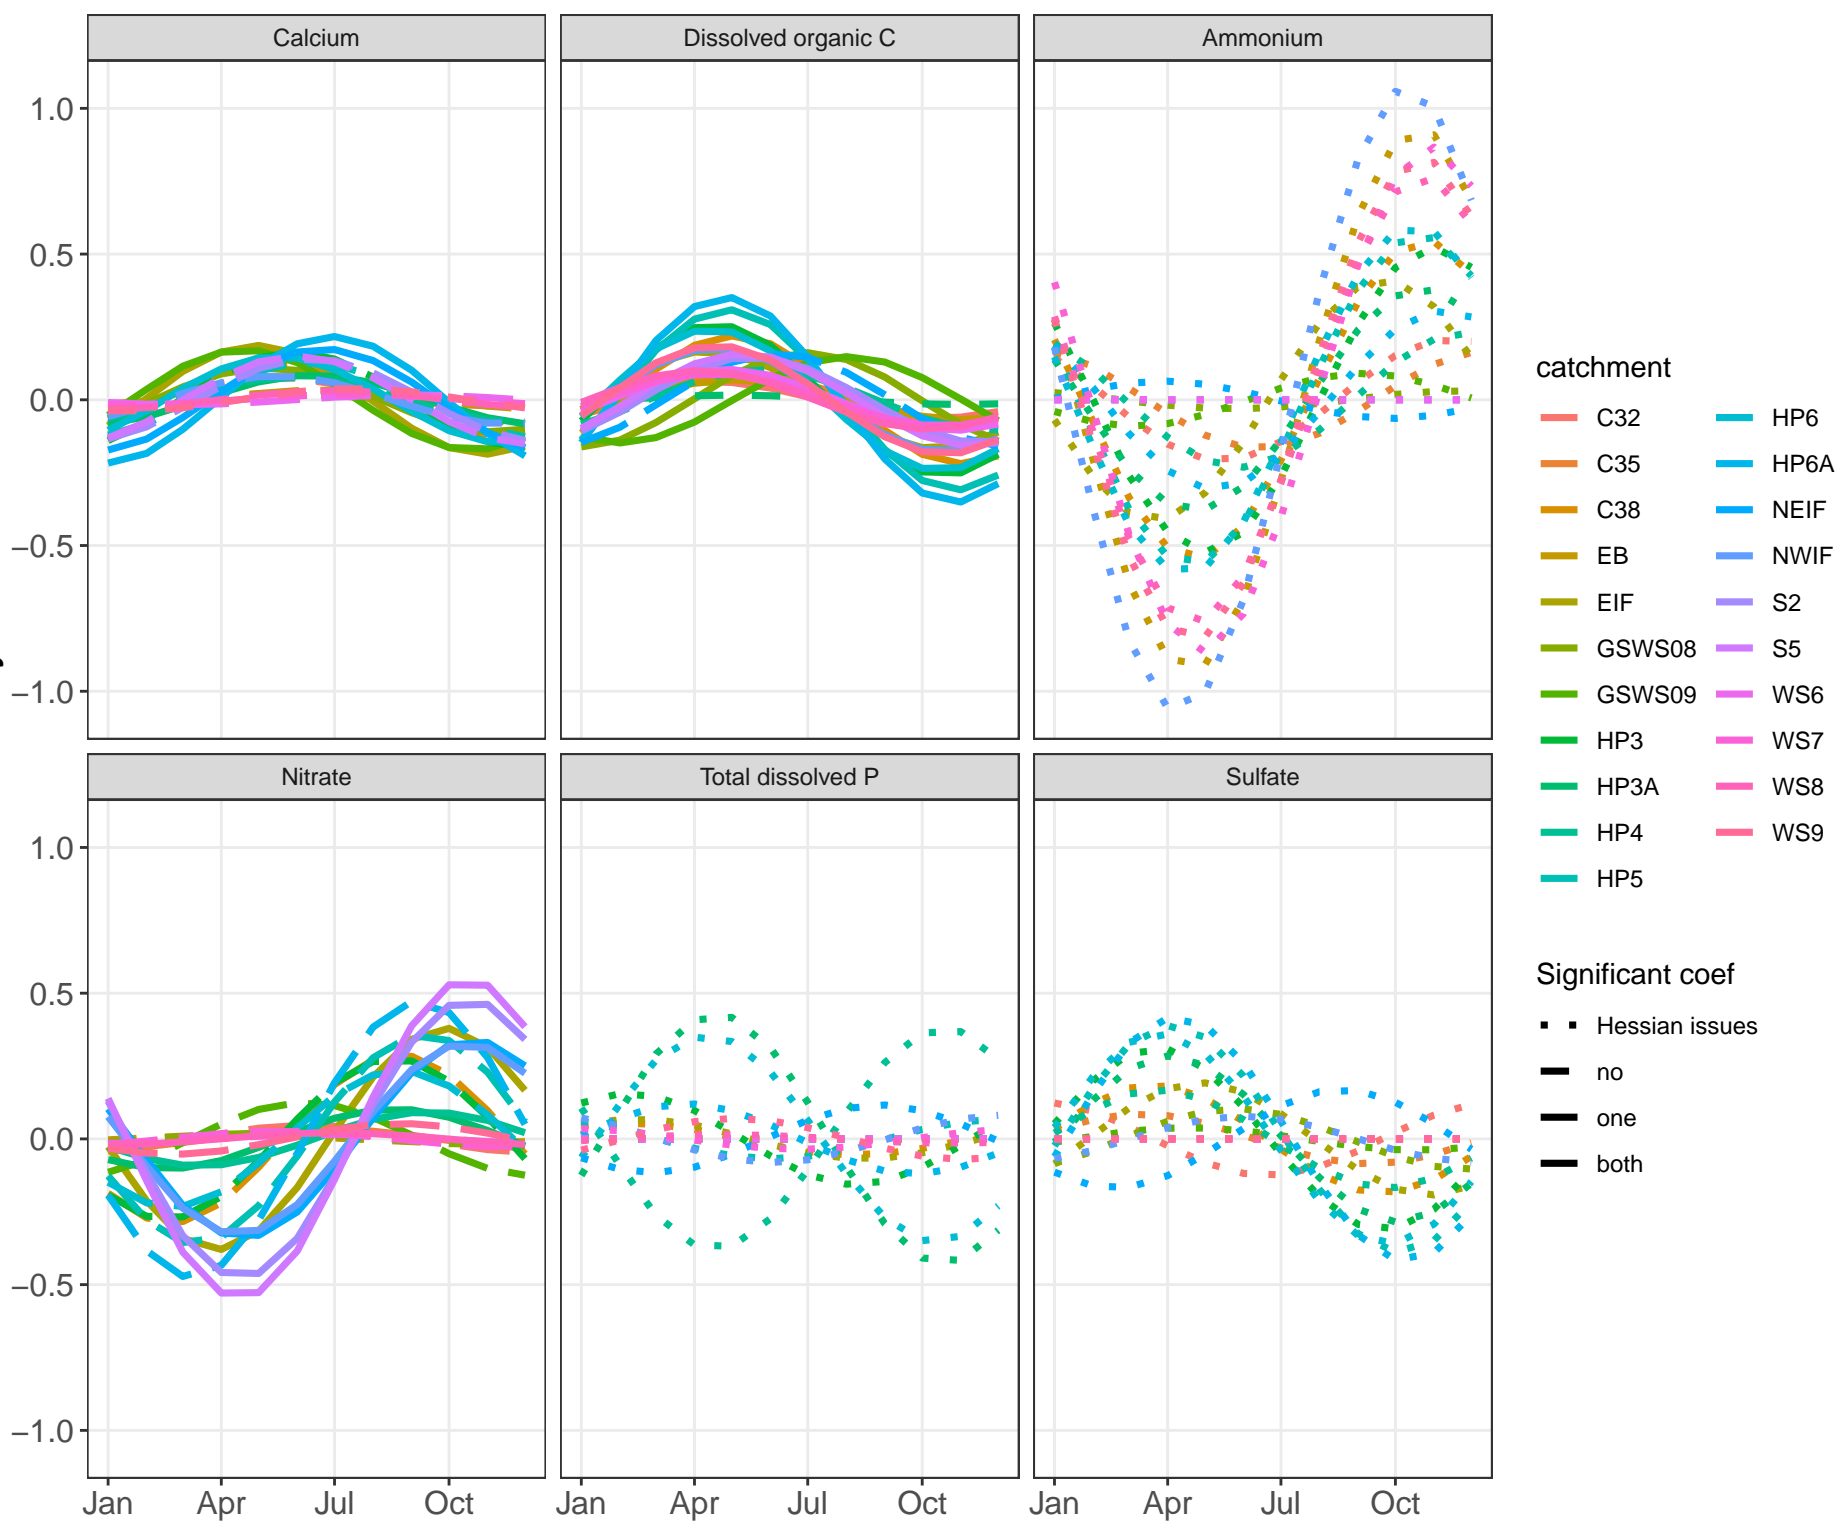 Calcium
Dissolved organic C
Ammonium
1.0
0.5
0.0
−0.5
−1.0
Nitrate
Total dissolved P
Sulfate
1.0
0.5
0.0
−0.5
−1.0
Jan Apr Jul Oct
Jan Apr Jul Oct
Jan Apr Jul Oct
catchment
C32
C35
C38
EB
EIF
GSWS08
GSWS09
HP3
HP3A
HP4
HP5
HP6
HP6A
NEIF
NWIF
S2
S5
WS6
WS7
WS8
WS9
Significant coef
Hessian issues
no
one
both